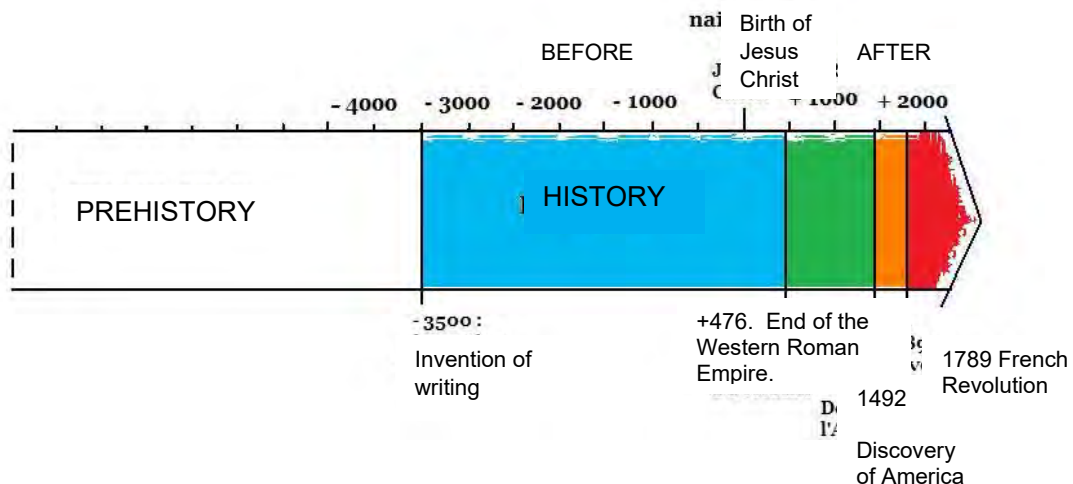 nai
Birth of
Jesus
Christ
BEFORE
AFTER
- 4000 - 3000 - 2000 - 1000 + 1000 + 2000
PREHISTORY
HISTORY
- 3500 :
Invention of
writing
+476. End of the
Western Roman
Empire.
1789 French
Revolution
1492
l'A
Discovery
of America